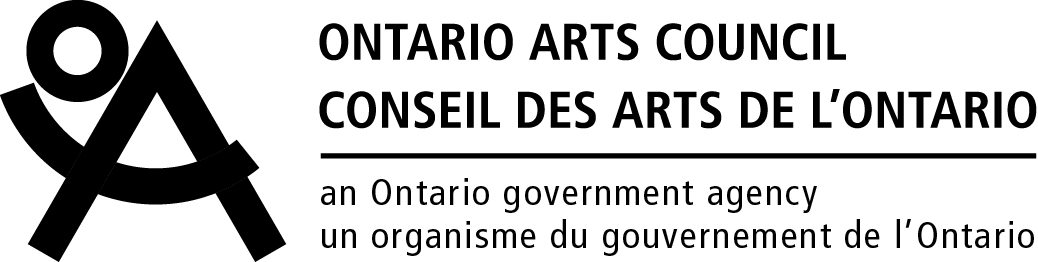 ONTARIO ARTS COUNCIL
CONSEIL DES ARTS DE L’ONTARIO
an Ontario government agency
un organisme du gouvernement de l’Ontario